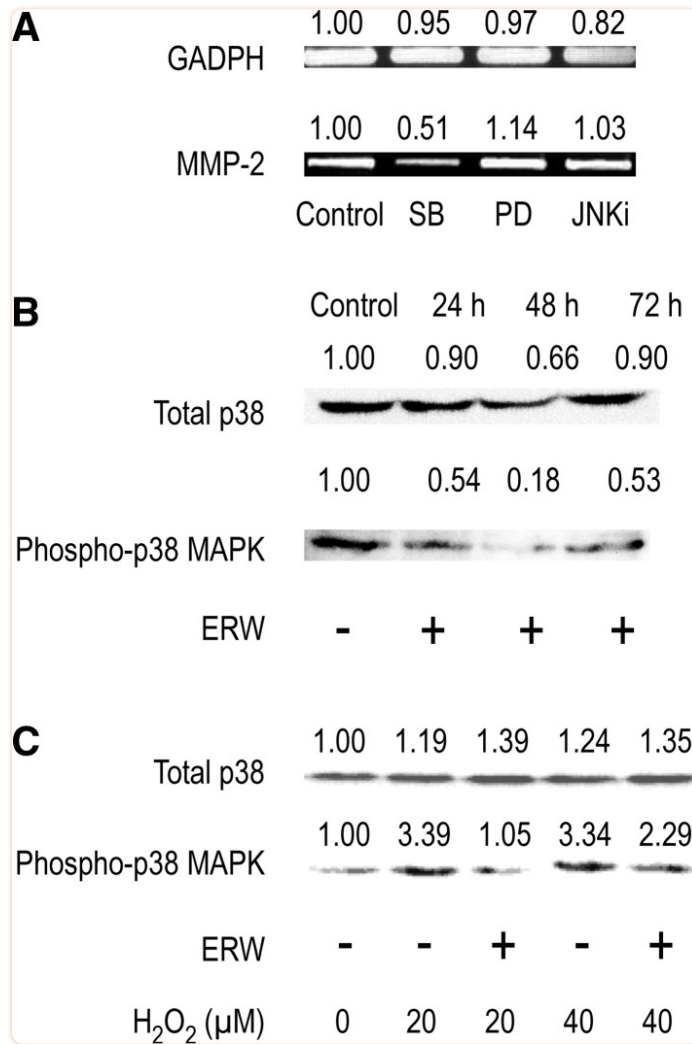 A
1.00 0.95 0.97 0.82
GADPH
1.00 0.51 1.14 1.03
MMP-2
Control SB PD JNKi
B
Control 24 h 48 h 72 h
1.00 0.90 0.66 0.90
Total p38
1.00 0.54 0.18 0.53
Phospho-p38 MAPK
ERW - + + +
C
1.00 1.19 1.39 1.24 1.35
Total p38
1.00 3.39 1.05 3.34 2.29
Phospho-p38 MAPK
ERW - - + - +
H₂O₂ (μM) 0 20 20 40 40